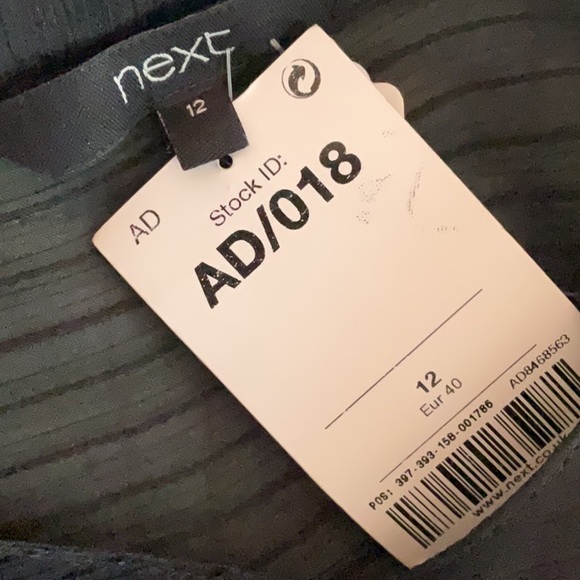 next
12
AD
Stock ID:
AD/018
12
Eur 40
AD8468563
POS: 397-393-158-001786
www.next.co.uk